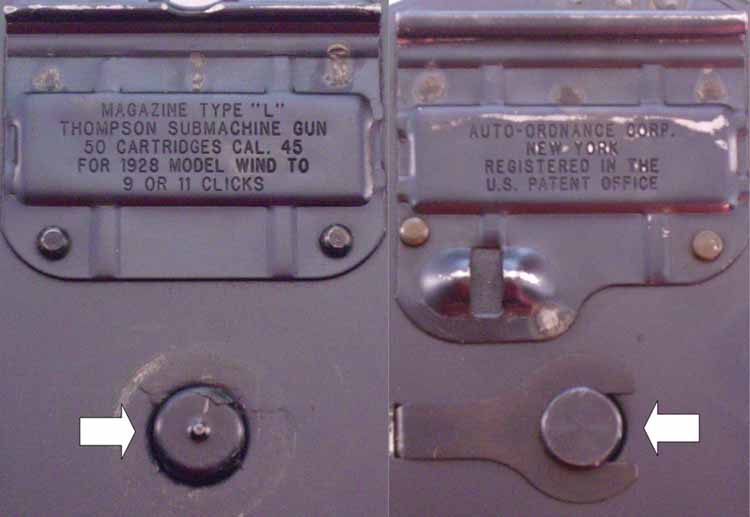 MAGAZINE TYPE "L"
THOMPSON SUBMACHINE GUN
50 CARTRIDGES CAL. 45
FOR 1928 MODEL WIND TO
9 OR 11 CLICKS
AUTO-ORDNANCE CORP.
NEW YORK
REGISTERED IN THE
U.S. PATENT OFFICE